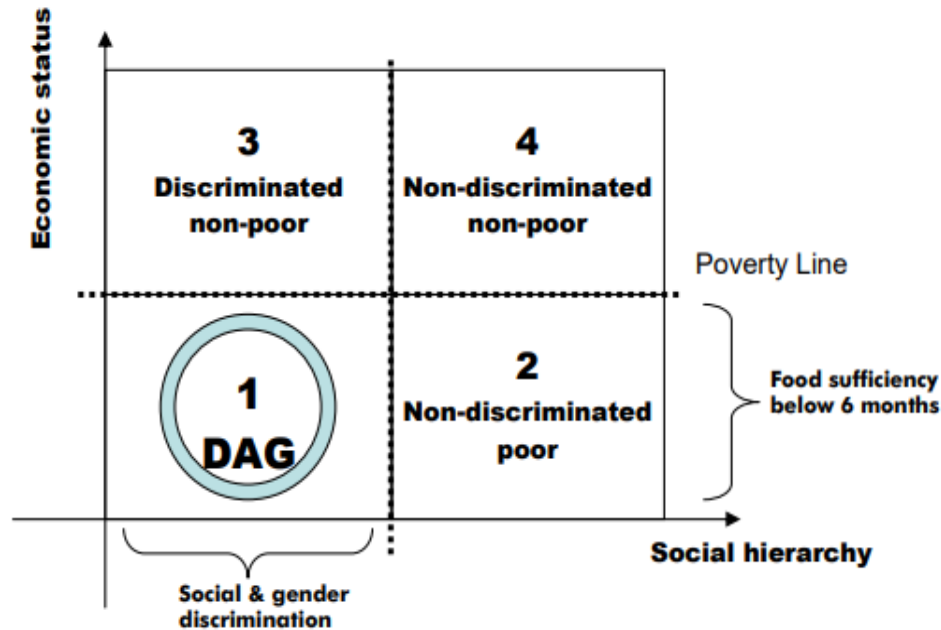 Economic status
3
Discriminated
non-poor
4
Non-discriminated
non-poor
Poverty Line
1
DAG
2
Non-discriminated
poor
Food sufficiency
below 6 months
Social hierarchy
Social & gender
discrimination